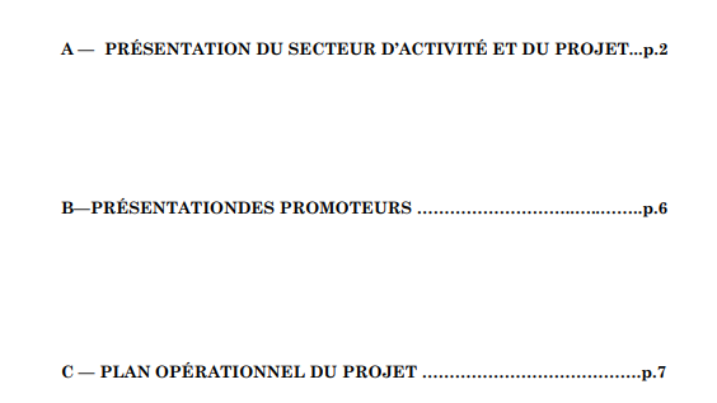 A — PRÉSENTATION DU SECTEUR D’ACTIVITÉ ET DU PROJET...p.2
B—PRÉSENTATIONDES PROMOTEURS ……………………….…..……..p.6
C — PLAN OPÉRATIONNEL DU PROJET ………………………………….p.7